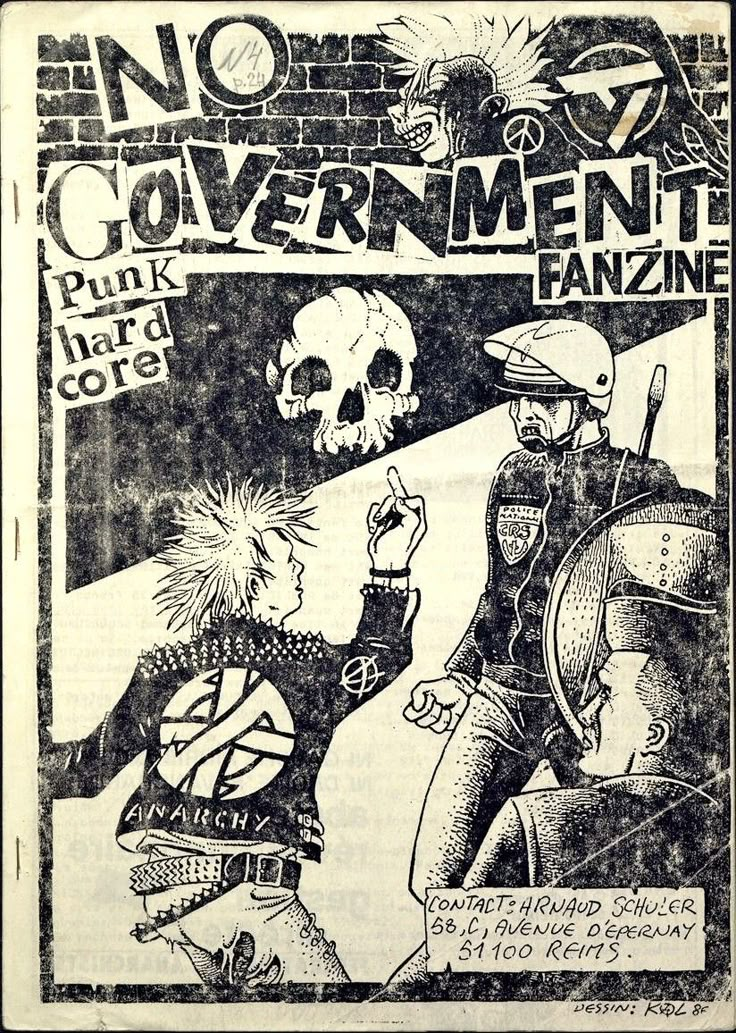 NO
N4
p.24
GOVERNMENT
FANZINE
Punk
hard
core
POLICE
NATIONALE
CRS
ANARCHY
CONTACT: ARNAUD SCHULER
58, C, AVENUE D'EPERNAY
51100 REIMS.
DESSIN: